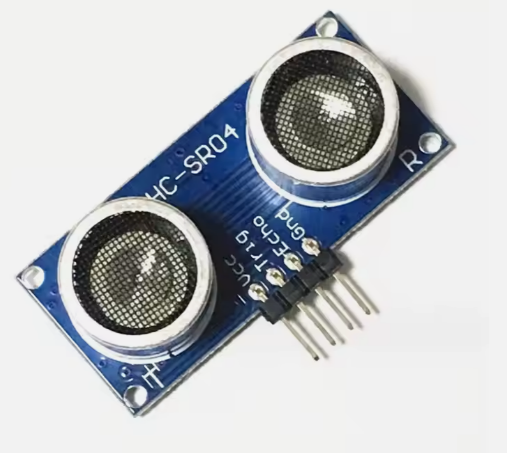 HC-SR04
R
Vcc
Trig
Echo
Gnd
T